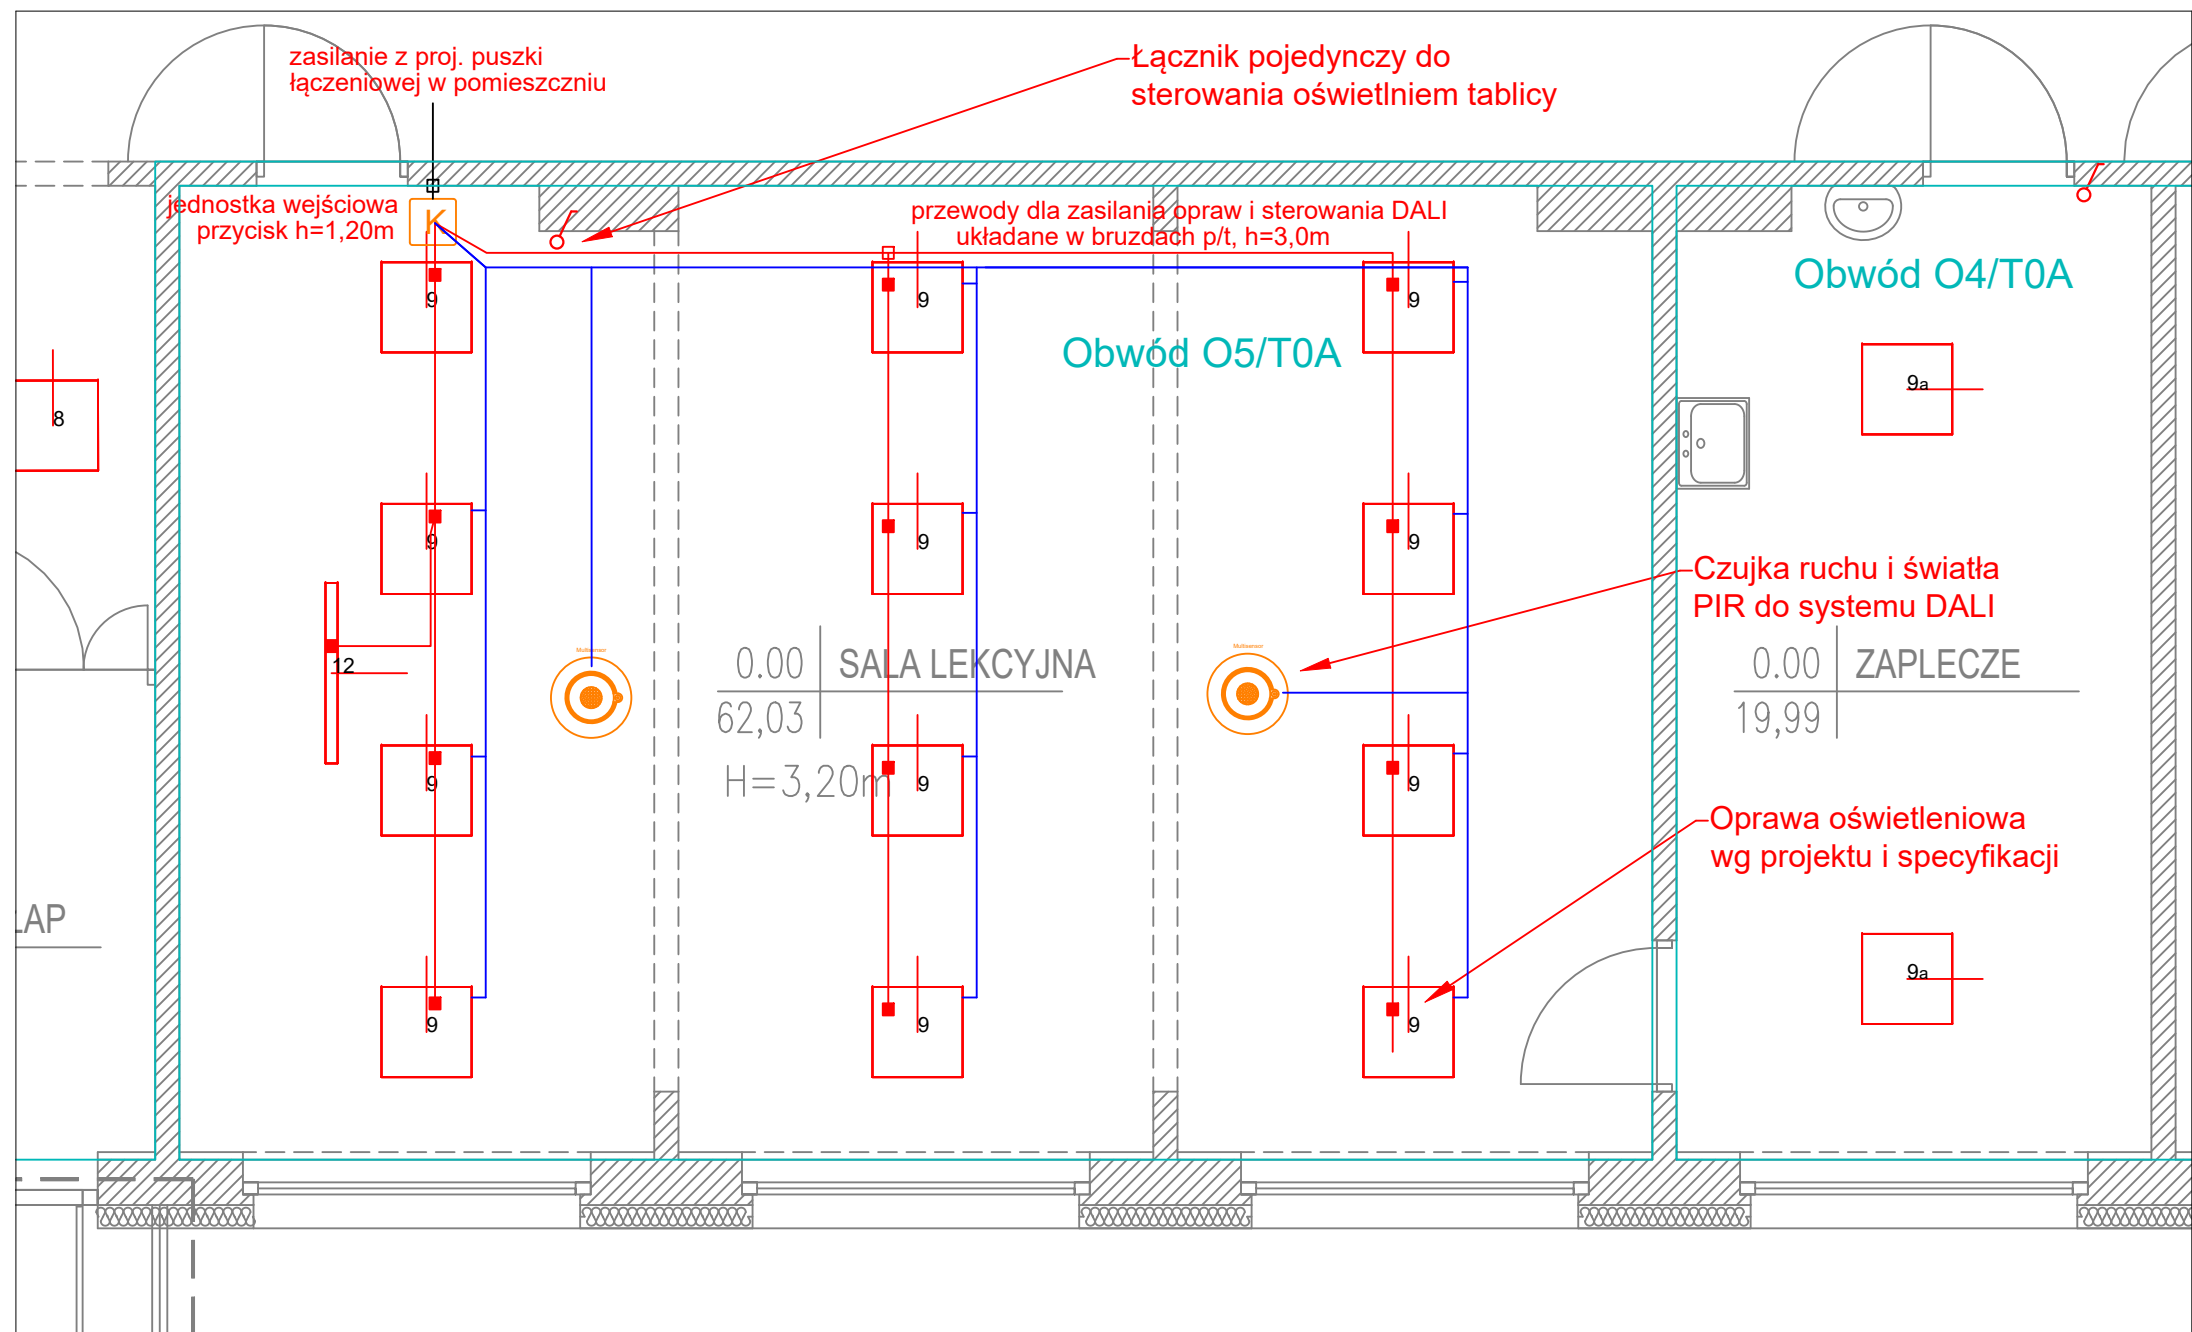 zasilanie z proj. puszki
łączeniowej w pomieszczniu
Łącznik pojedynczy do
sterowania oświetlniem tablicy
jednostka wejściowa
przycisk h=1,20m
K
przewody dla zasilania opraw i sterowania DALI
układane w bruzdach p/t, h=3,0m
Obwód O4/T0A
9
9
9
Obwód O5/T0A
9a
8
9
9
9
Czujka ruchu i światła
PIR do systemu DALI
Multisensor
Multisensor
12
0.00 SALA LEKCYJNA
62,03
H=3,20m
0.00 ZAPLECZE
19,99
9
9
9
Oprawa oświetleniowa
wg projektu i specyfikacji
ŁAP
9a
9
9
9